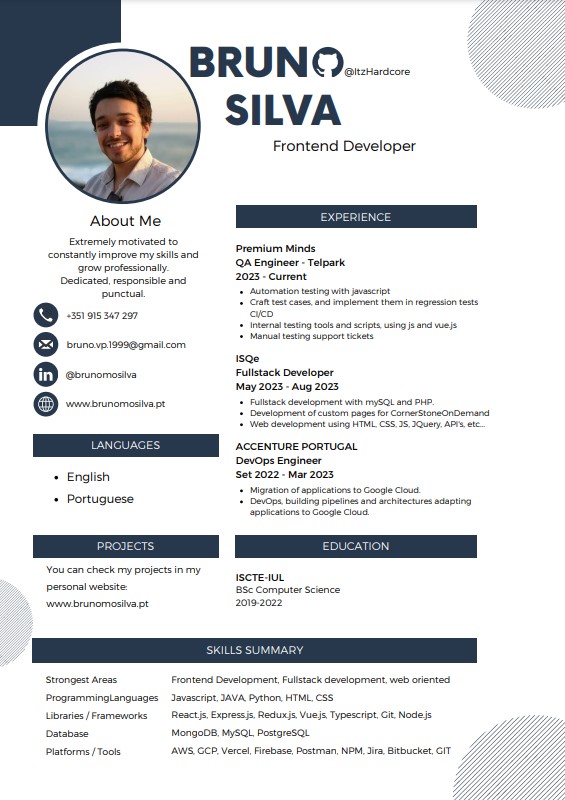 BRUN
@ItzHardcore
SILVA
Frontend Developer
About Me
Extremely motivated to
constantly improve my skills and
grow professionally.
Dedicated, responsible and
punctual.
+351 915 347 297
bruno.vp.1999@gmail.com
@brunomosilva
www.brunomosilva.pt
LANGUAGES
• English
• Portuguese
PROJECTS
You can check my projects in my
personal website:
www.brunomosilva.pt
EXPERIENCE
Premium Minds
QA Engineer - Telpark
2023 - Current
• Automation testing with javascript
• Craft test cases, and implement them in regression tests
CI/CD
• Internal testing tools and scripts, using js and vue.js
• Manual testing support tickets
ISQe
Fullstack Developer
May 2023 - Aug 2023
• Fullstack development with mySQL and PHP.
• Development of custom pages for CornerStoneOnDemand
• Web development using HTML, CSS, JS, JQuery, API's, etc...
ACCENTURE PORTUGAL
DevOps Engineer
Set 2022 - Mar 2023
• Migration of applications to Google Cloud.
• DevOps, building pipelines and architectures adapting
applications to Google Cloud.
EDUCATION
ISCTE-IUL
BSc Computer Science
2019-2022
SKILLS SUMMARY
Strongest Areas Frontend Development, Fullstack development, web oriented
ProgrammingLanguages Javascript, JAVA, Python, HTML, CSS
Libraries / Frameworks React.js, Express.js, Redux.js, Vue.js, Typescript, Git, Node.js
Database MongoDB, MySQL, PostgreSQL
Platforms / Tools AWS, GCP, Vercel, Firebase, Postman, NPM, Jira, Bitbucket, GIT